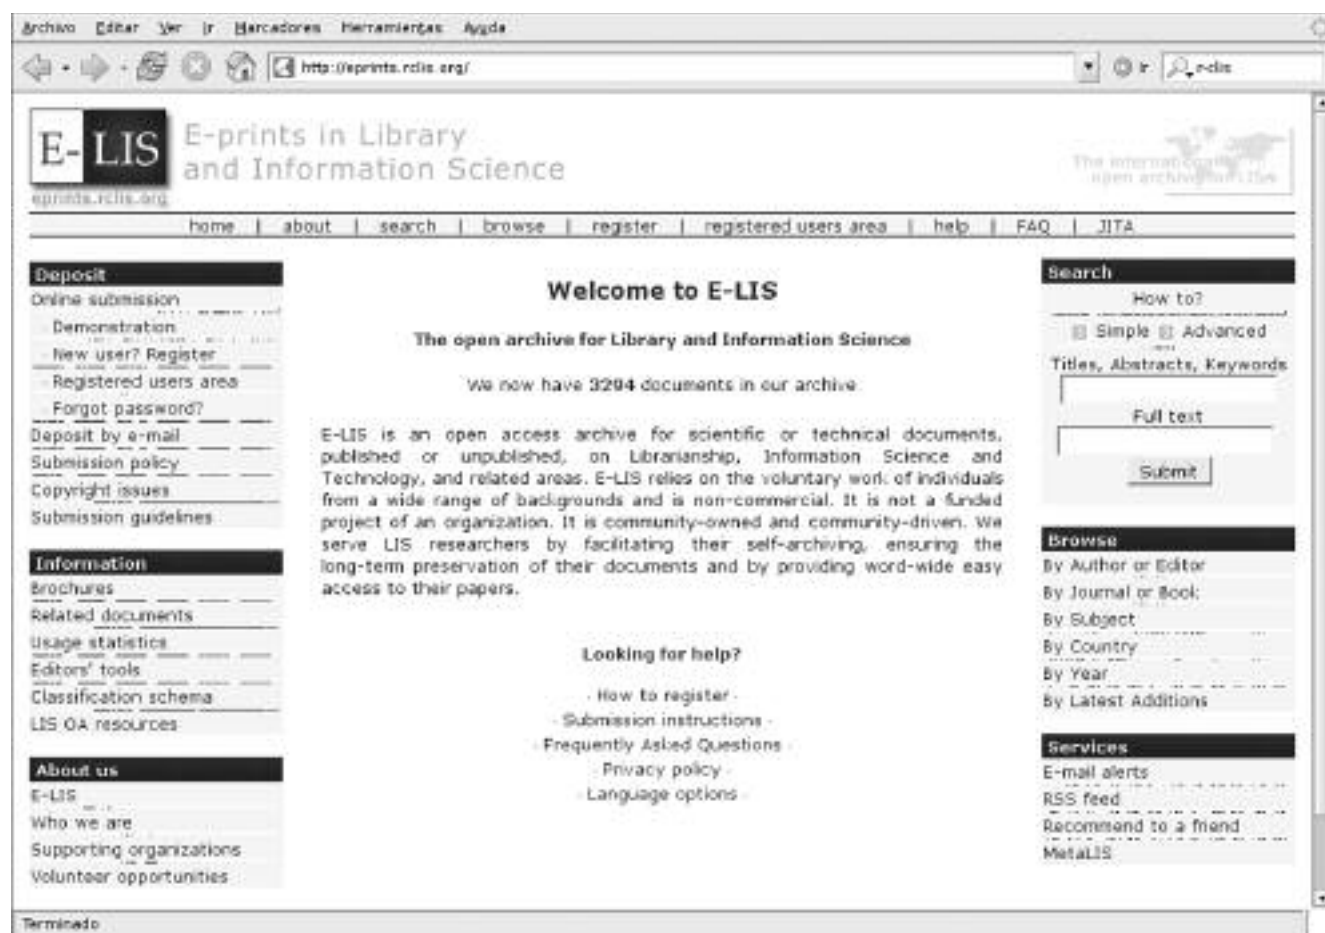 Archivo Editar Ver Ir Marcadores Herramientas Ayuda
http://eprints.rclis.org/
Ir
r-clis
E-LIS
E-prints in Library
and Information Science
eprints.rclis.org
The international
open archive for LIS
home | about | search | browse | register | registered users area | help | FAQ | JITA
Deposit
Online submission
Demonstration
New user? Register
Registered users area
Forgot password?
Deposit by e-mail
Submission policy
Copyright issues
Submission guidelines
Information
Brochures
Related documents
Usage statistics
Editors' tools
Classification schema
LIS OA resources
About us
E-LIS
Who we are
Supporting organizations
Volunteer opportunities
Welcome to E-LIS
The open archive for Library and Information Science
We now have 3294 documents in our archive
E-LIS is an open access archive for scientific or technical documents,
published or unpublished, on Librarianship, Information Science and
Technology, and related areas. E-LIS relies on the voluntary work of individuals
from a wide range of backgrounds and is non-commercial. It is not a funded
project of an organization. It is community-owned and community-driven. We
serve LIS researchers by facilitating their self-archiving, ensuring the
long-term preservation of their documents and by providing word-wide easy
access to their papers.
Looking for help?
- How to register -
- Submission instructions -
- Frequently Asked Questions -
- Privacy policy -
- Language options -
Search
How to?
Simple Advanced
Titles, Abstracts, Keywords
Full text
Submit
Browse
By Author or Editor
By Journal or Book
By Subject
By Country
By Year
By Latest Additions
Services
E-mail alerts
RSS feed
Recommend to a friend
MetaLIS
Terminado